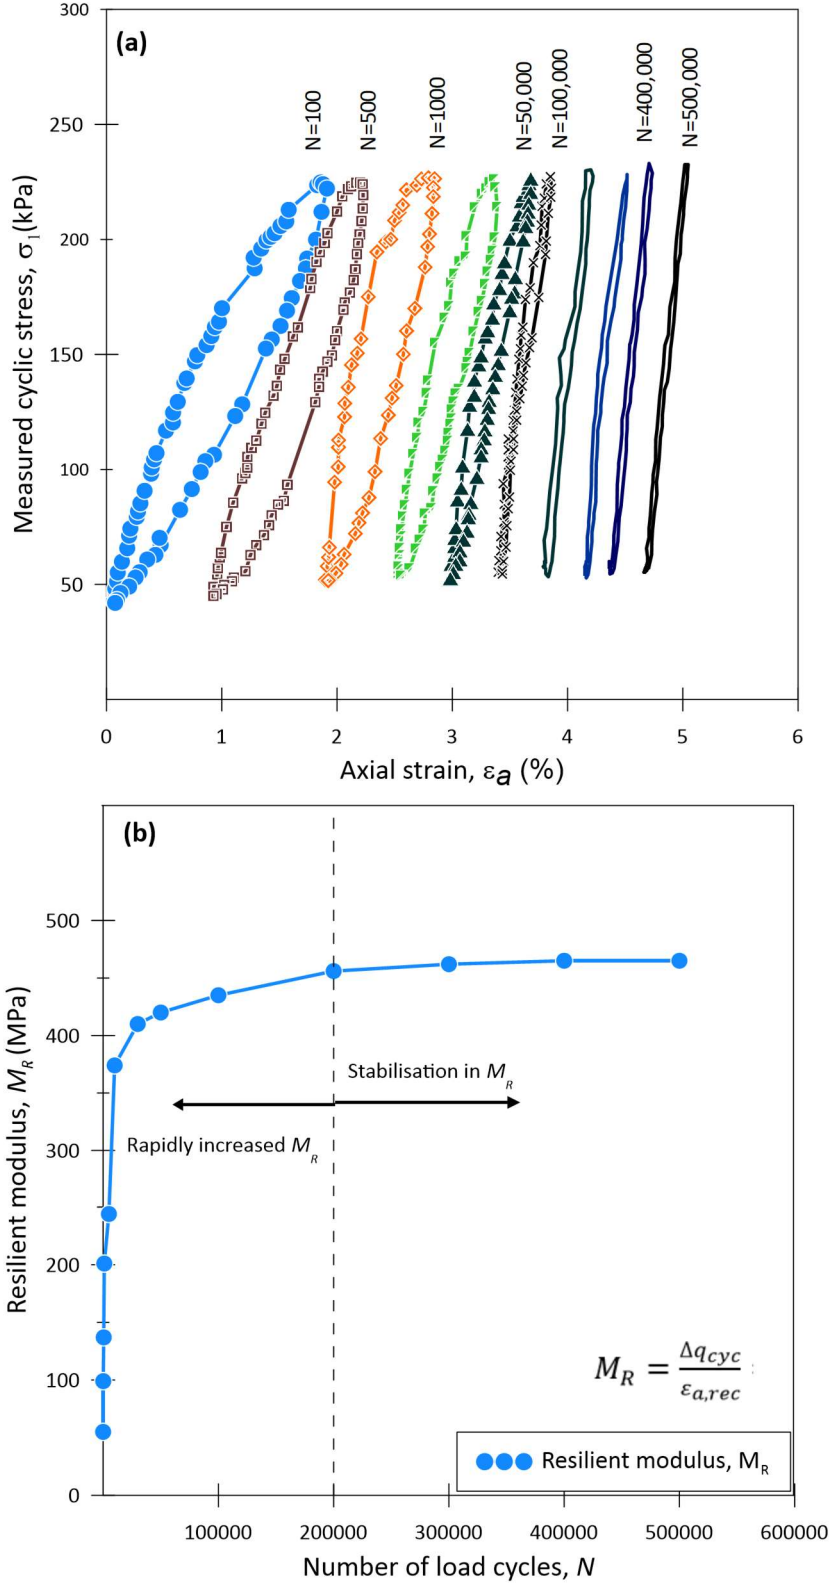 (a)
300
250
200
150
100
50
N=100
N=500
N=1000
N=50,000
N=100,000
N=400,000
N=500,000
Measured cyclic stress, σ1(kPa)
0 1 2 3 4 5 6
Axial strain, εa (%)
(b)
500
400
300
200
100
0
Resilient modulus, MR (MPa)
Stabilisation in MR
Rapidly increased MR
MR = Δqcyc / εa,rec
Resilient modulus, MR
100000 200000 300000 400000 500000 600000
Number of load cycles, N